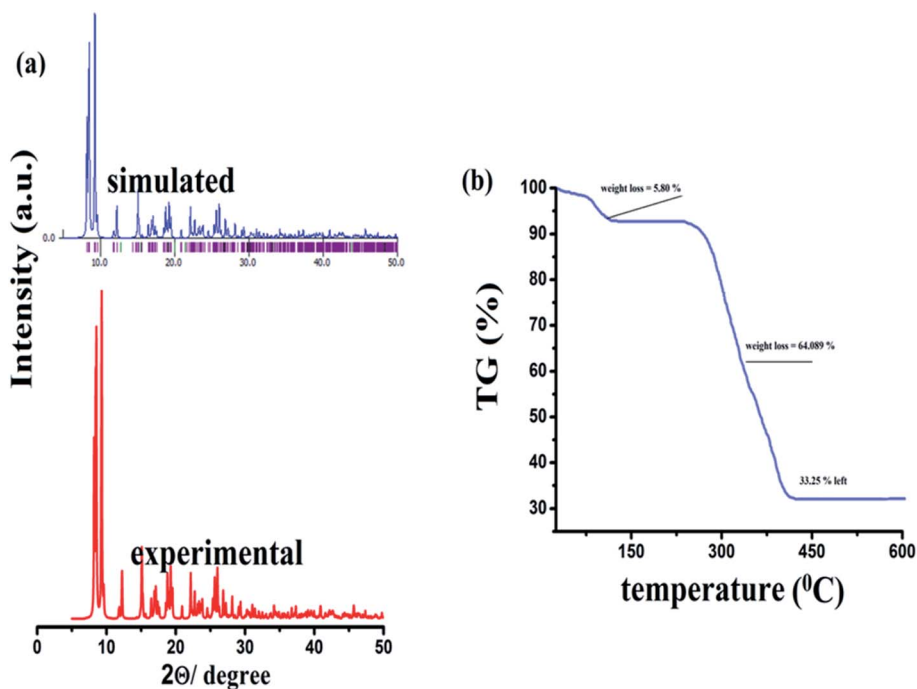 (a)
Intensity (a.u.)
simulated
0.0
10.0 20.0 30.0 40.0 50.0
experimental
0 10 20 30 40 50
2Θ/ degree
(b)
TG (%)
100
90
80
70
60
50
40
30
weight loss = 5.80 %
weight loss = 64.089 %
33.25 % left
150 300 450 600
temperature (⁰C)